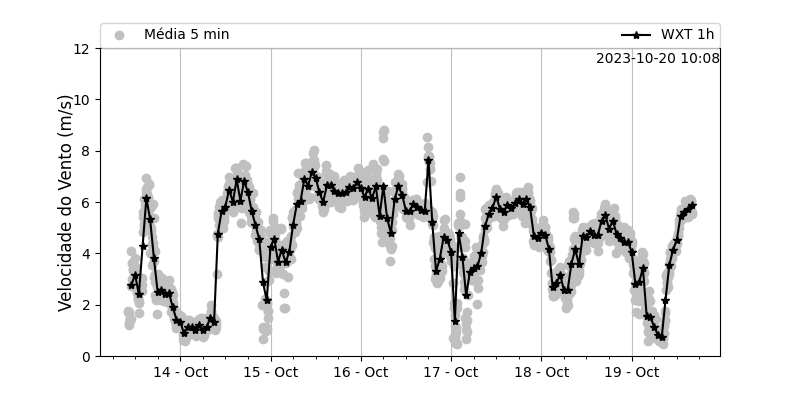 Média 5 min
WXT 1h
2023-10-20 10:08
Velocidade do Vento (m/s)
12
10
8
6
4
2
0
14 - Oct
15 - Oct
16 - Oct
17 - Oct
18 - Oct
19 - Oct